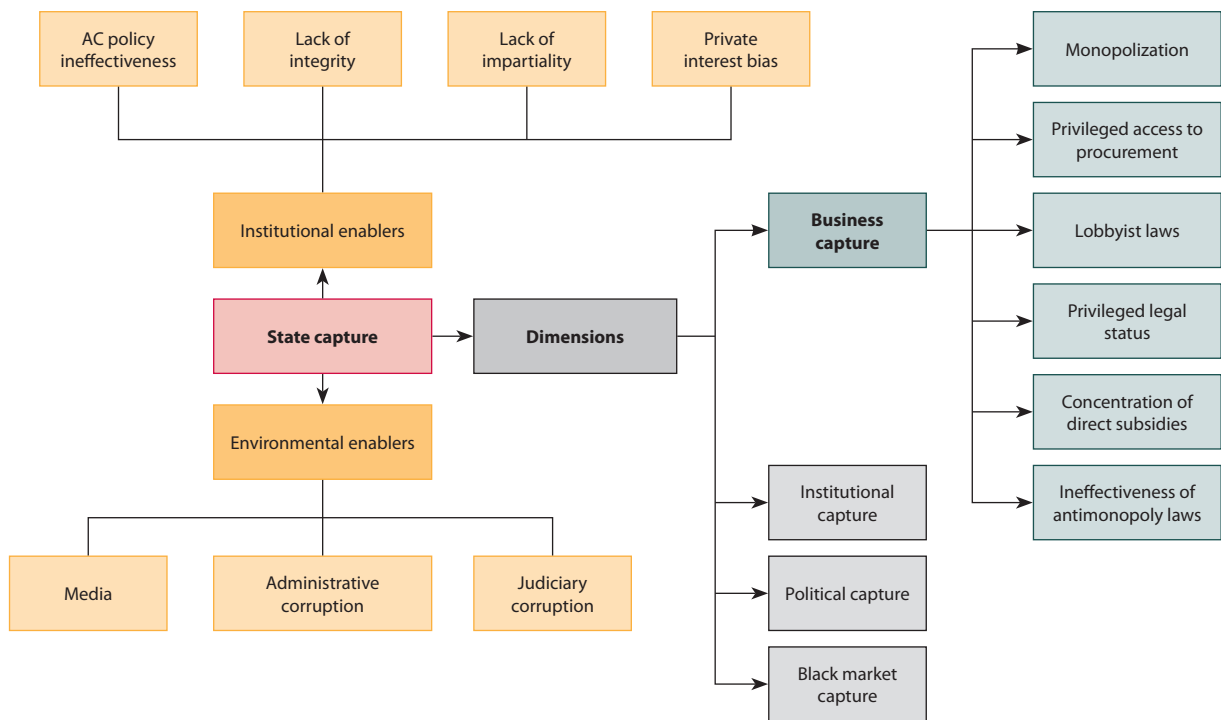 AC policy
ineffectiveness
Lack of
integrity
Lack of
impartiality
Private
interest bias
Institutional enablers
State capture
Environmental enablers
Media
Administrative
corruption
Judiciary
corruption
Dimensions
Business
capture
Institutional
capture
Political capture
Black market
capture
Monopolization
Privileged access to
procurement
Lobbyist laws
Privileged legal
status
Concentration of
direct subsidies
Ineffectiveness of
antimonopoly laws